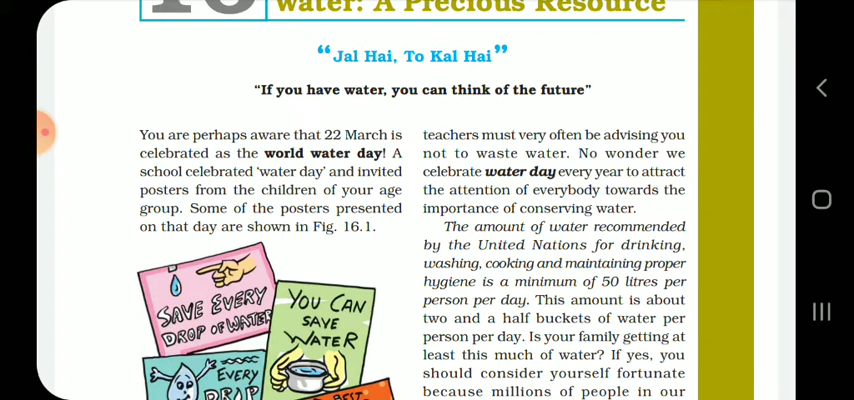 Water: A Precious Resource
“Jal Hai, To Kal Hai”
“If you have water, you can think of the future”
You are perhaps aware that 22 March is
celebrated as the world water day! A
school celebrated ‘water day’ and invited
posters from the children of your age
group. Some of the posters presented
on that day are shown in Fig. 16.1.
SAVE EVERY
DROP OF WATER
YOU CAN
SAVE
WATER
EVERY
DROP
BEST
teachers must very often be advising you
not to waste water. No wonder we
celebrate water day every year to attract
the attention of everybody towards the
importance of conserving water.
The amount of water recommended
by the United Nations for drinking,
washing, cooking and maintaining proper
hygiene is a minimum of 50 litres per
person per day. This amount is about
two and a half buckets of water per
person per day. Is your family getting at
least this much of water? If yes, you
should consider yourself fortunate
because millions of people in our